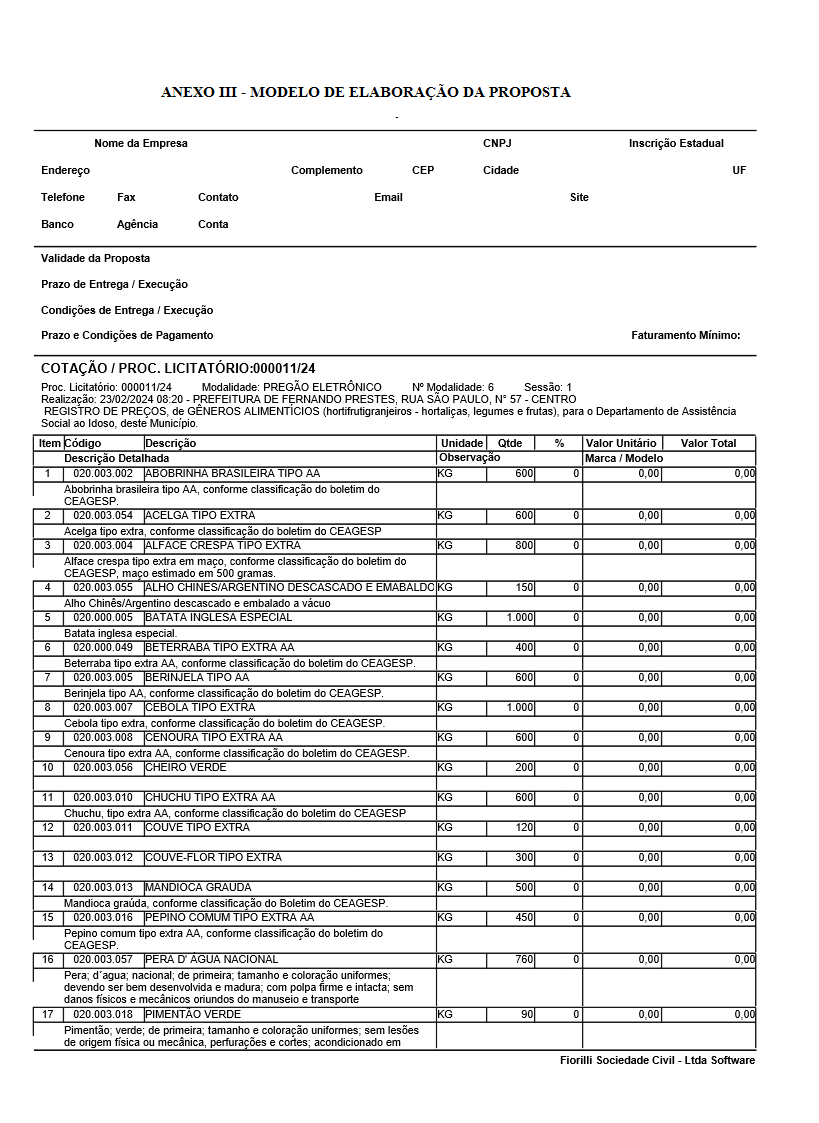 ANEXO III - MODELO DE ELABORAÇÃO DA PROPOSTA
-
Nome da Empresa CNPJ Inscrição Estadual
Endereço Complemento CEP Cidade UF
Telefone Fax Contato Email Site
Banco Agência Conta
Validade da Proposta
Prazo de Entrega / Execução
Condições de Entrega / Execução
Prazo e Condições de Pagamento Faturamento Mínimo:
COTAÇÃO / PROC. LICITATÓRIO:000011/24
Proc. Licitatório: 000011/24 Modalidade: PREGÃO ELETRÔNICO Nº Modalidade: 6 Sessão: 1
Realização: 23/02/2024 08:20 - PREFEITURA DE FERNANDO PRESTES, RUA SÃO PAULO, N° 57 - CENTRO
REGISTRO DE PREÇOS, de GÊNEROS ALIMENTÍCIOS (hortifrutigranjeiros - hortaliças, legumes e frutas), para o Departamento de Assistência
Social ao Idoso, deste Município.
Item Código Descrição Unidade Qtde % Valor Unitário Valor Total
Descrição Detalhada Observação Marca / Modelo
1 020.003.002 ABOBRINHA BRASILEIRA TIPO AA KG 600 0 0,00 0,00
Abobrinha brasileira tipo AA, conforme classificação do boletim do
CEAGESP.
2 020.003.054 ACELGA TIPO EXTRA KG 600 0 0,00 0,00
Acelga tipo extra, conforme classificação do boletim do CEAGESP
3 020.003.004 ALFACE CRESPA TIPO EXTRA KG 800 0 0,00 0,00
Alface crespa tipo extra em maço, conforme classificação do boletim do
CEAGESP, maço estimado em 500 gramas.
4 020.003.055 ALHO CHINES/ARGENTINO DESCASCADO E EMABALDO KG 150 0 0,00 0,00
Alho Chinês/Argentino descascado e embalado a vácuo
5 020.000.005 BATATA INGLESA ESPECIAL KG 1.000 0 0,00 0,00
Batata inglesa especial.
6 020.000.049 BETERRABA TIPO EXTRA AA KG 400 0 0,00 0,00
Beterraba tipo extra AA, conforme classificação do boletim do CEAGESP.
7 020.003.005 BERINJELA TIPO AA KG 600 0 0,00 0,00
Berinjela tipo AA, conforme classificação do boletim do CEAGESP.
8 020.003.007 CEBOLA TIPO EXTRA KG 1.000 0 0,00 0,00
Cebola tipo extra, conforme classificação do boletim do CEAGESP.
9 020.003.008 CENOURA TIPO EXTRA AA KG 600 0 0,00 0,00
Cenoura tipo extra AA, conforme classificação do boletim do CEAGESP.
10 020.003.056 CHEIRO VERDE KG 200 0 0,00 0,00
11 020.003.010 CHUCHU TIPO EXTRA AA KG 600 0 0,00 0,00
Chuchu, tipo extra AA, conforme classificação do boletim do CEAGESP
12 020.003.011 COUVE TIPO EXTRA KG 120 0 0,00 0,00
13 020.003.012 COUVE-FLOR TIPO EXTRA KG 300 0 0,00 0,00
14 020.003.013 MANDIOCA GRAUDA KG 500 0 0,00 0,00
Mandioca graúda, conforme classificação do Boletim do CEAGESP.
15 020.003.016 PEPINO COMUM TIPO EXTRA AA KG 450 0 0,00 0,00
Pepino comum tipo extra AA, conforme classificação do boletim do
CEAGESP.
16 020.003.057 PERA D' AGUA NACIONAL KG 760 0 0,00 0,00
Pera; d´agua; nacional; de primeira; tamanho e coloração uniformes;
devendo ser bem desenvolvida e madura; com polpa firme e intacta; sem
danos físicos e mecânicos oriundos do manuseio e transporte
17 020.003.018 PIMENTÃO VERDE KG 90 0 0,00 0,00
Pimentão; verde; de primeira; tamanho e coloração uniformes; sem lesões
de origem física ou mecânica, perfurações e cortes; acondicionado em
Fiorilli Sociedade Civil - Ltda Software